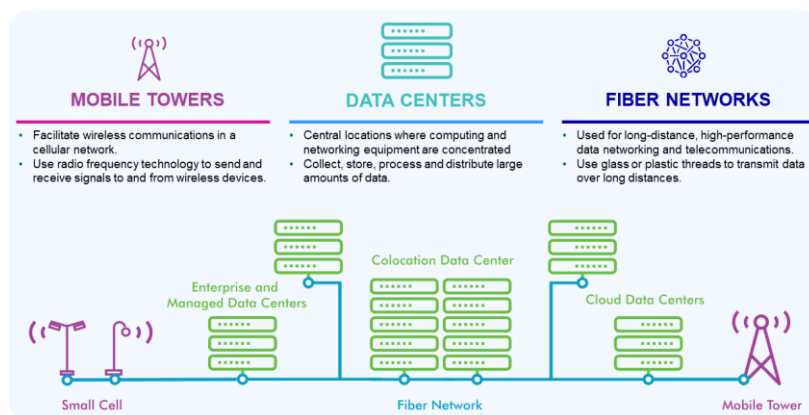 MOBILE TOWERS
• Facilitate wireless communications in a
cellular network.
• Use radio frequency technology to send and
receive signals to and from wireless devices.
DATA CENTERS
• Central locations where computing and
networking equipment are concentrated
• Collect, store, process and distribute large
amounts of data.
FIBER NETWORKS
• Used for long-distance, high-performance
data networking and telecommunications.
• Use glass or plastic threads to transmit data
over long distances.
Enterprise and
Managed Data Centers
Colocation Data Center
Cloud Data Centers
Small Cell
Fiber Network
Mobile Tower